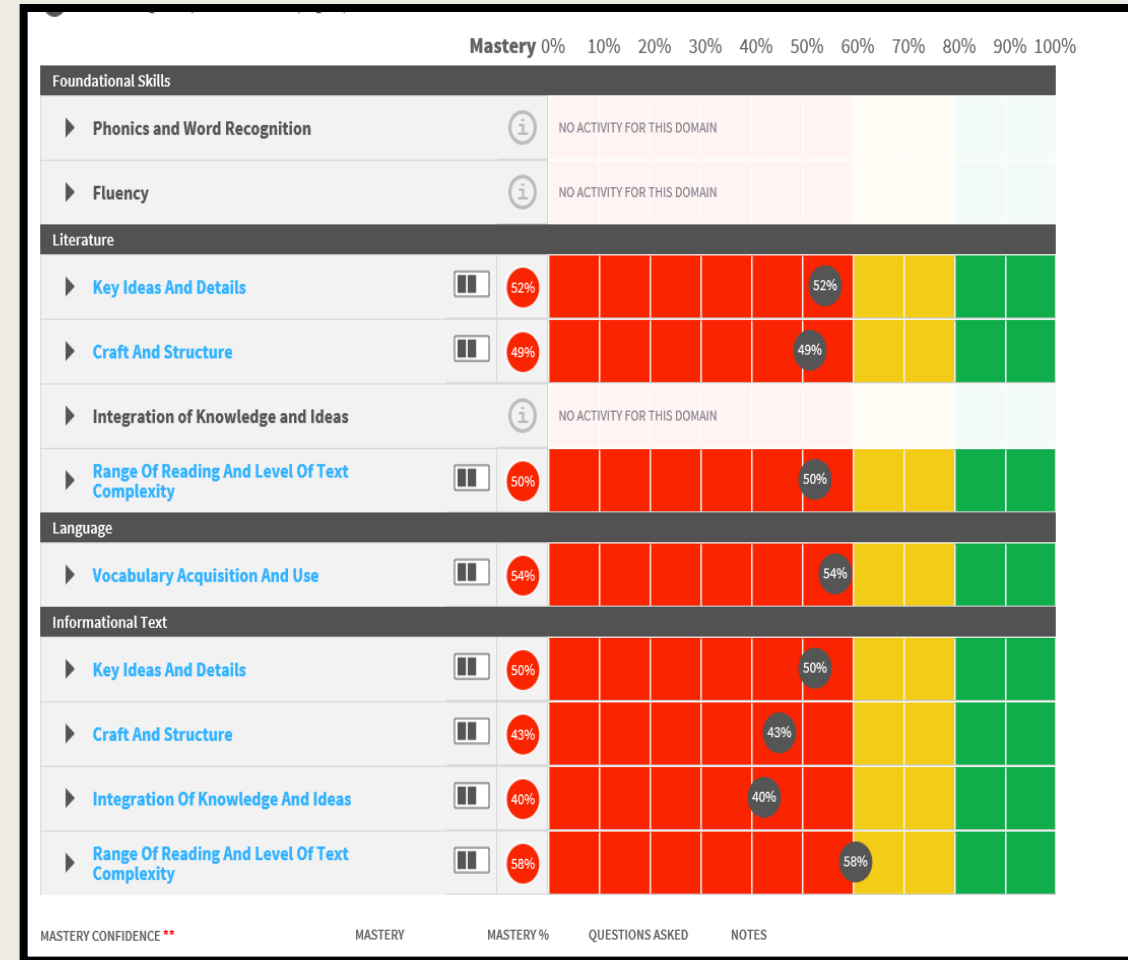 Mastery 0% 10% 20% 30% 40% 50% 60% 70% 80% 90% 100%
Foundational Skills
Phonics and Word Recognition i NO ACTIVITY FOR THIS DOMAIN
Fluency i NO ACTIVITY FOR THIS DOMAIN
Literature
Key Ideas And Details 52% 52%
Craft And Structure 49% 49%
Integration of Knowledge and Ideas i NO ACTIVITY FOR THIS DOMAIN
Range Of Reading And Level Of Text
Complexity 50% 50%
Language
Vocabulary Acquisition And Use 54% 54%
Informational Text
Key Ideas And Details 50% 50%
Craft And Structure 43% 43%
Integration Of Knowledge And Ideas 40% 40%
Range Of Reading And Level Of Text
Complexity 58% 58%
MASTERY CONFIDENCE ** MASTERY MASTERY % QUESTIONS ASKED NOTES